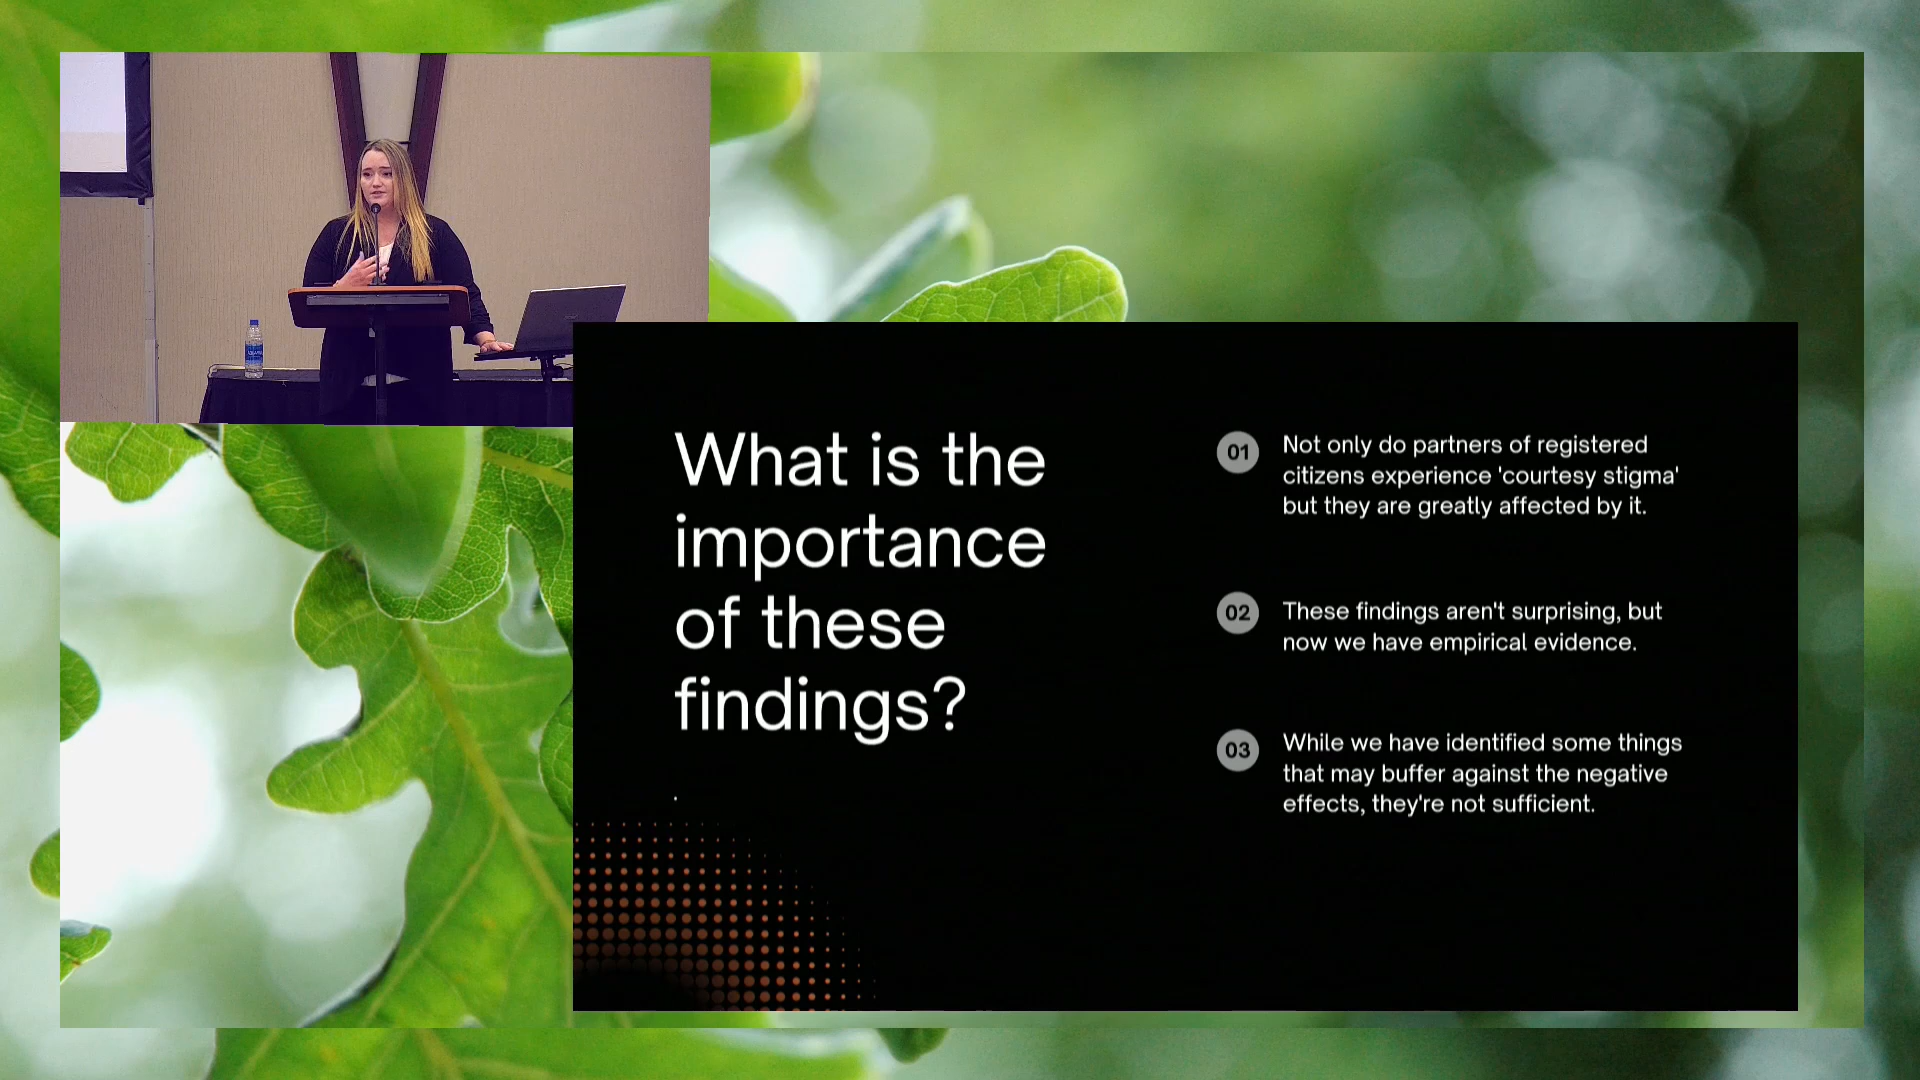 What is the
importance
of these
findings?
.
01
Not only do partners of registered
citizens experience 'courtesy stigma'
but they are greatly affected by it.
02
These findings aren't surprising, but
now we have empirical evidence.
03
While we have identified some things
that may buffer against the negative
effects, they're not sufficient.